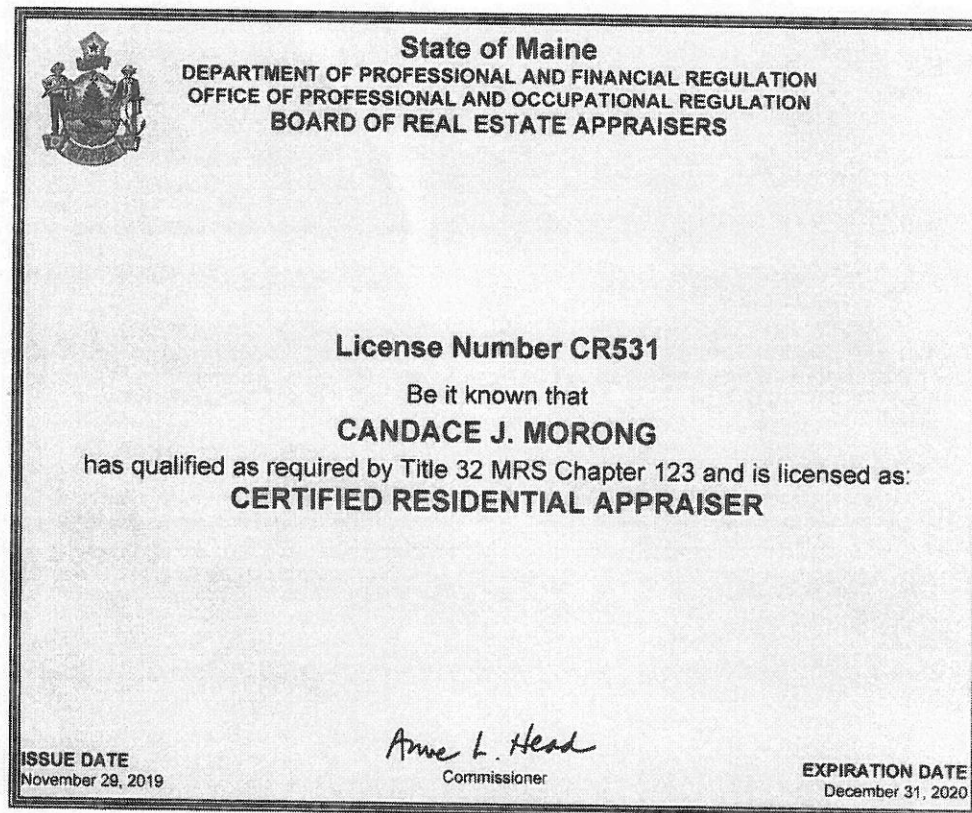 State of Maine
DEPARTMENT OF PROFESSIONAL AND FINANCIAL REGULATION
OFFICE OF PROFESSIONAL AND OCCUPATIONAL REGULATION
BOARD OF REAL ESTATE APPRAISERS
License Number CR531
Be it known that
CANDACE J. MORONG
has qualified as required by Title 32 MRS Chapter 123 and is licensed as:
CERTIFIED RESIDENTIAL APPRAISER
Anne L. Head
Commissioner
ISSUE DATE
November 29, 2019
EXPIRATION DATE
December 31, 2020